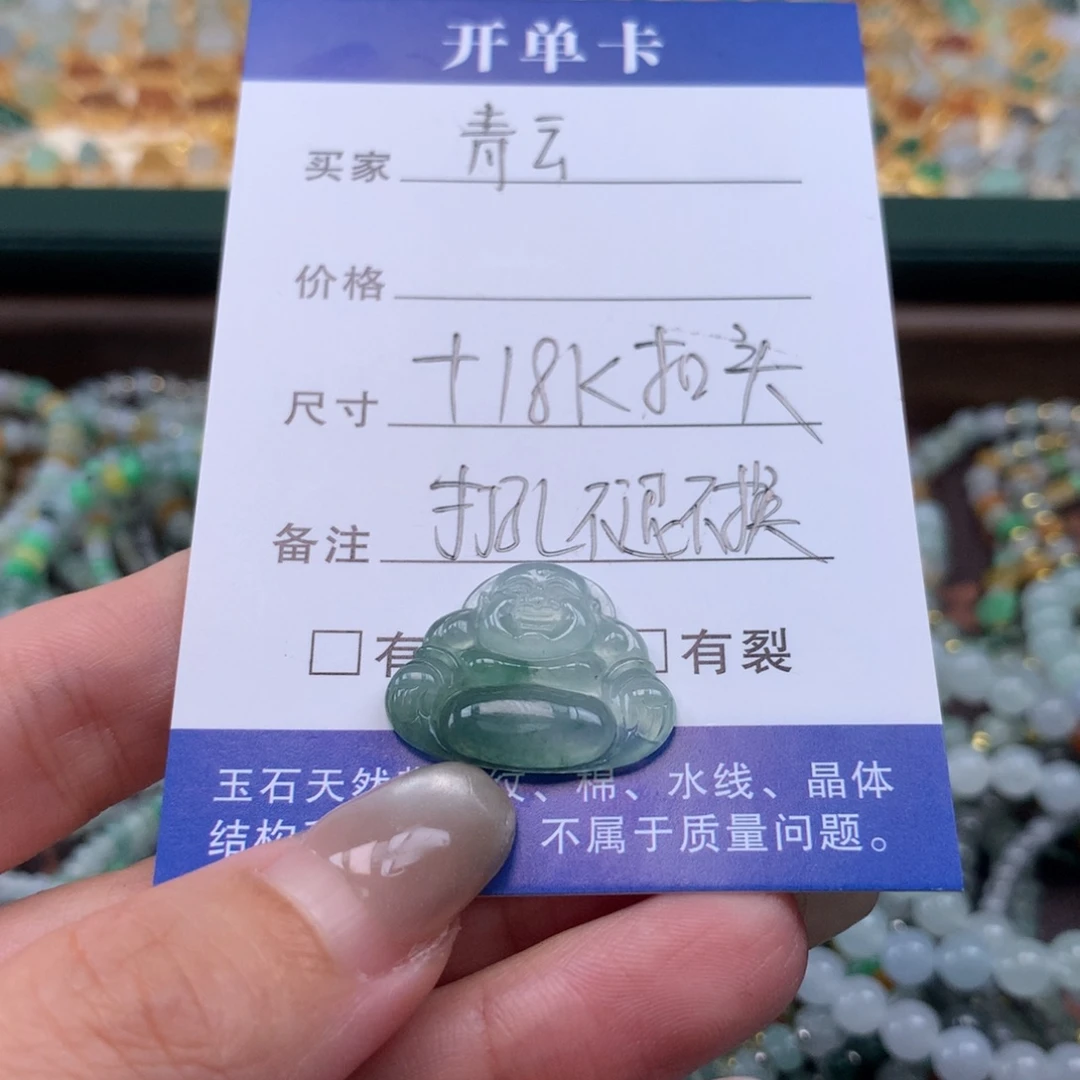 开单卡
买家 青云
价格
尺寸 +18K扣头
备注 打孔不退不换
□有 □有裂
玉石天然 纹、棉、水线、晶体
结构 不属于质量问题。